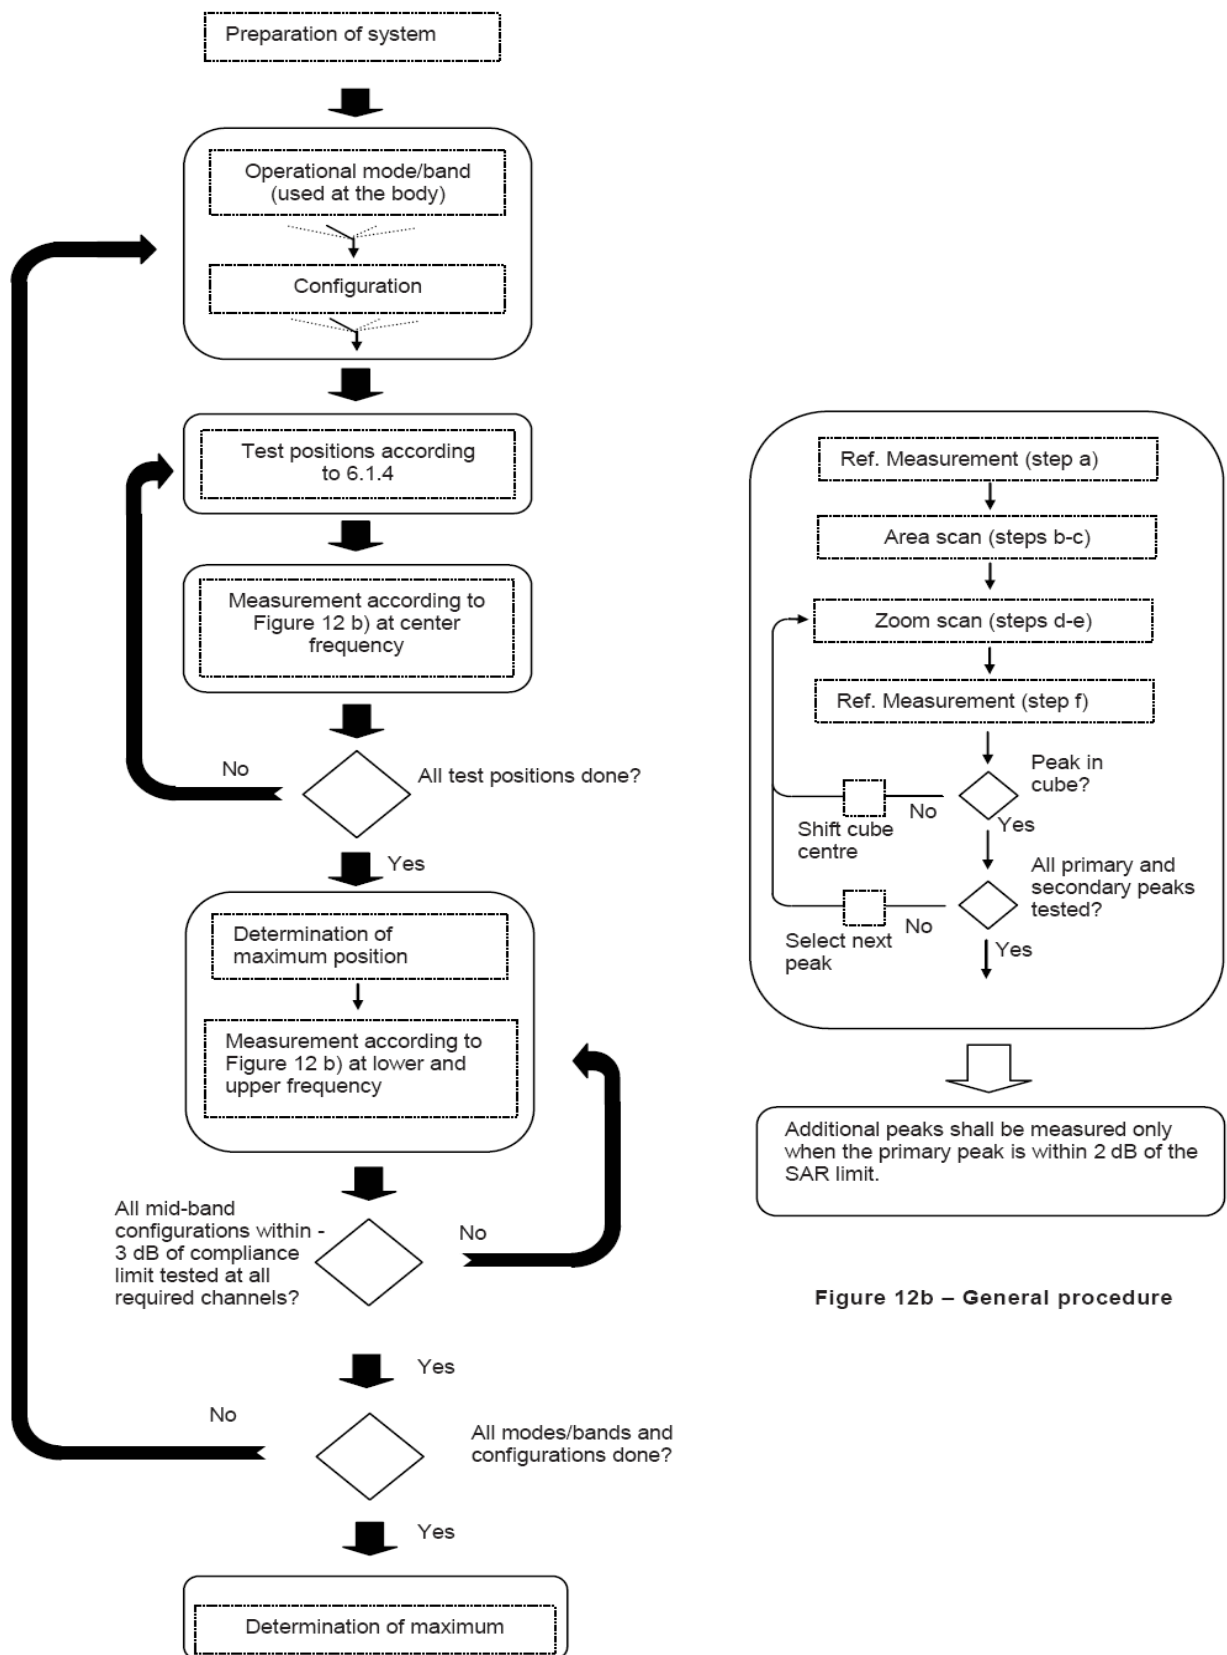 Preparation of system
Operational mode/band
(used at the body)
Configuration
Test positions according
to 6.1.4
Measurement according to
Figure 12 b) at center
frequency
No
All test positions done?
Yes
Determination of
maximum position
Measurement according to
Figure 12 b) at lower and
upper frequency
All mid-band
configurations within -
3 dB of compliance
limit tested at all
required channels?
No
Yes
No
All modes/bands and
configurations done?
Yes
Determination of maximum
Ref. Measurement (step a)
Area scan (steps b-c)
Zoom scan (steps d-e)
Ref. Measurement (step f)
Peak in
cube?
No
Yes
Shift cube
centre
All primary and
secondary peaks
tested?
No
Select next
peak
Yes
Additional peaks shall be measured only
when the primary peak is within 2 dB of the
SAR limit.
Figure 12b – General procedure